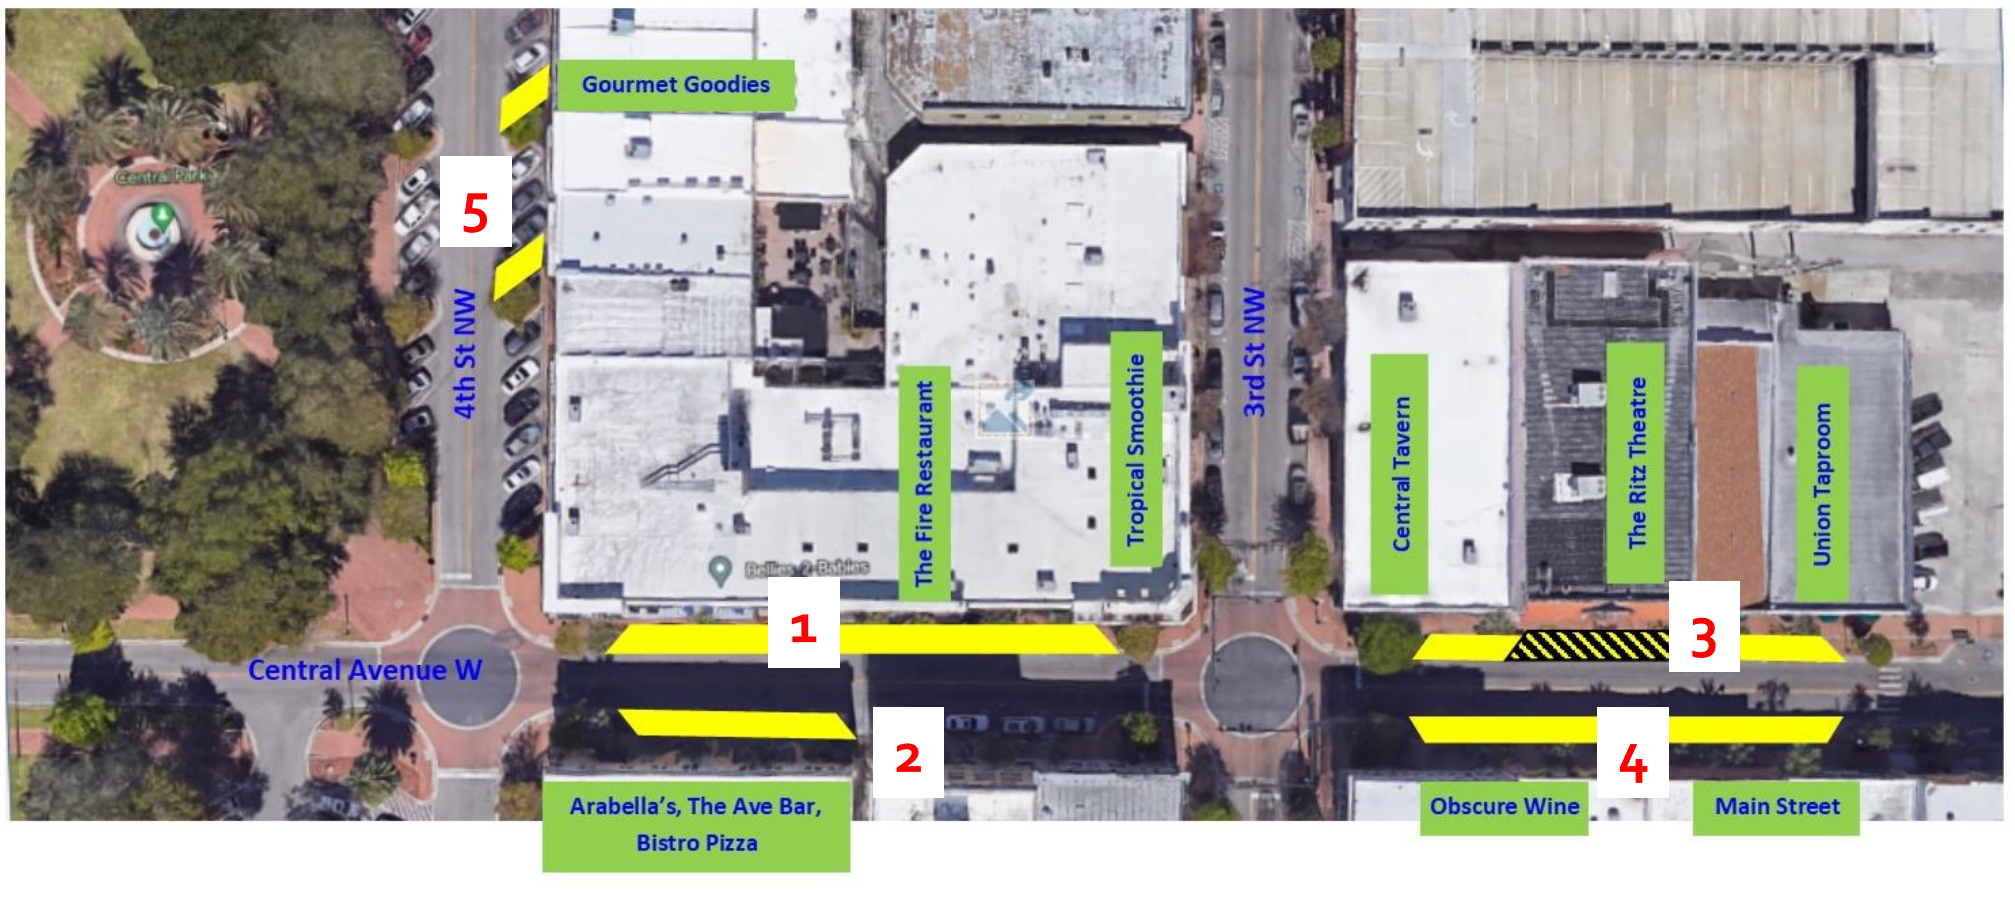 Gourmet Goodies
Central Park
5
4th St NW
3rd St NW
The Fire Restaurant
Tropical Smoothie
Central Tavern
The Ritz Theatre
Union Taproom
Bellies-2-Babies
1
3
Central Avenue W
2
4
Arabella’s, The Ave Bar,
Bistro Pizza
Obscure Wine
Main Street